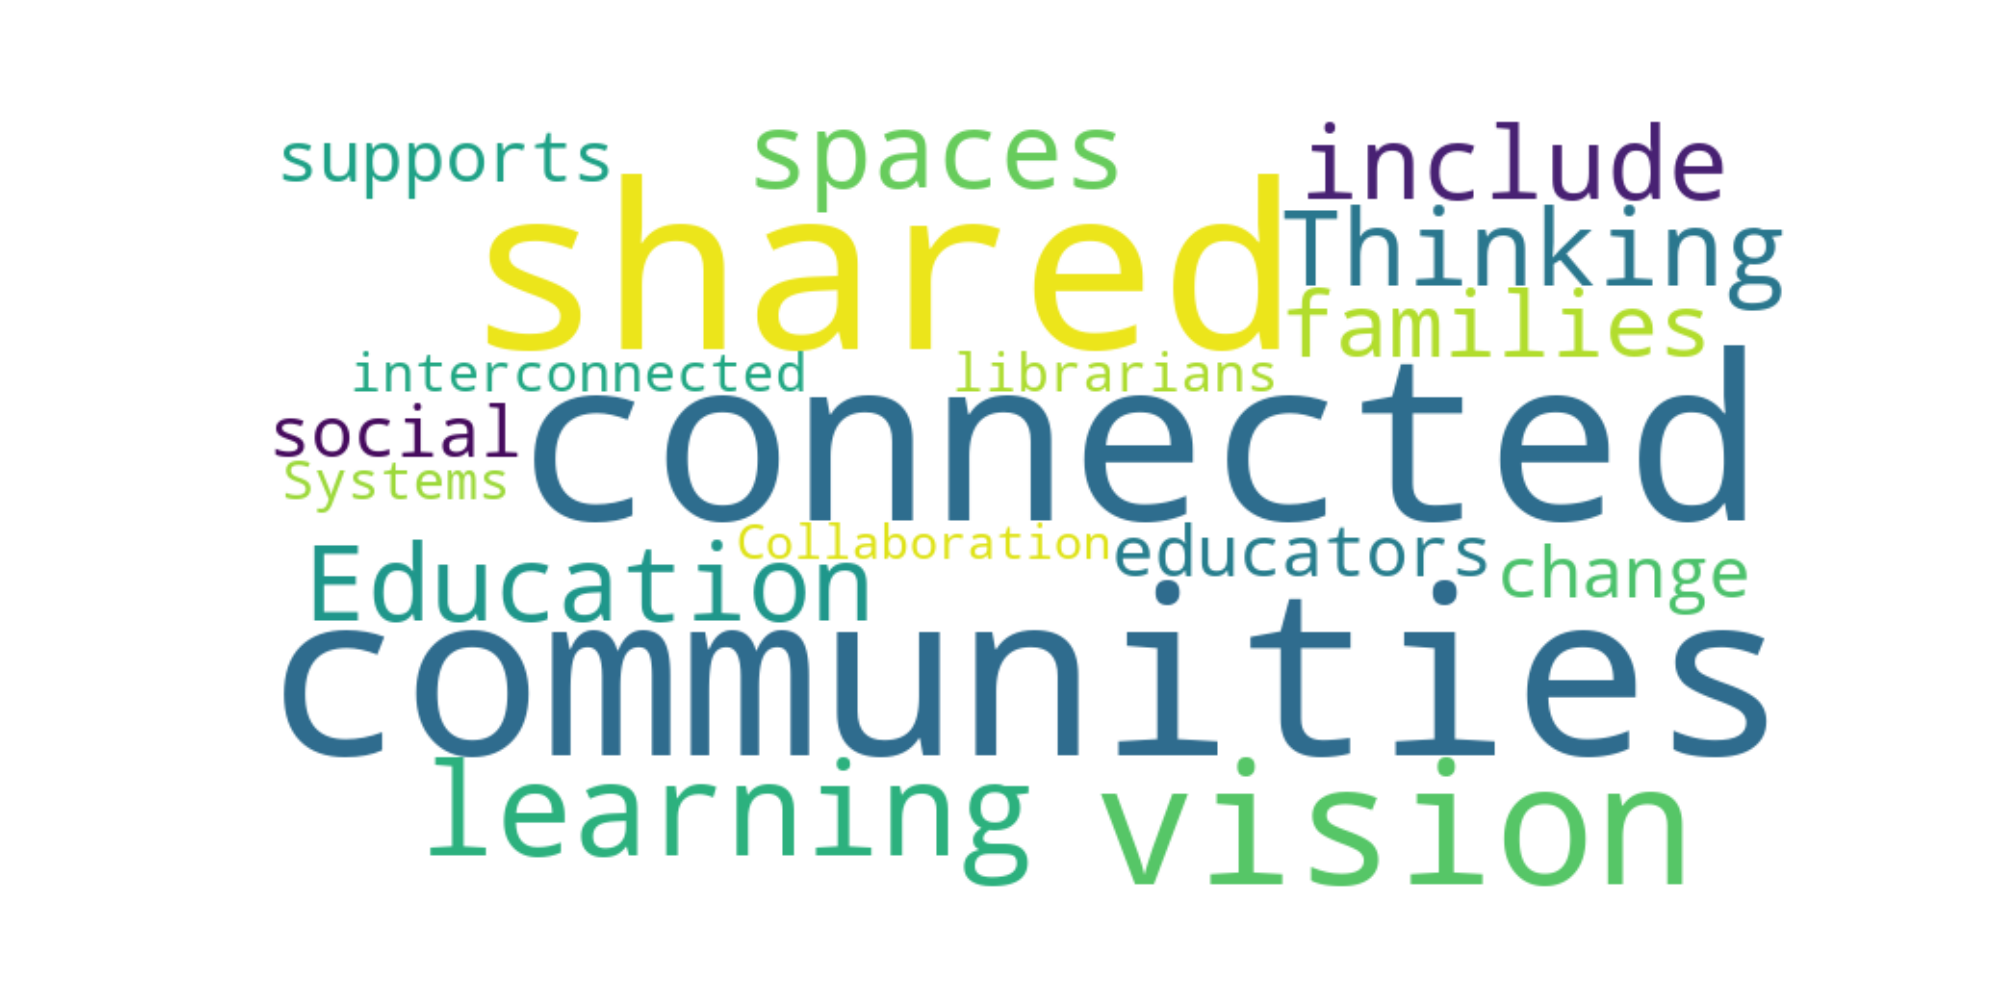 supports
spaces
include
shared
Thinking
families
interconnected
librarians
social
connected
Systems
Collaboration
educators
change
Education
communities
learning
vision